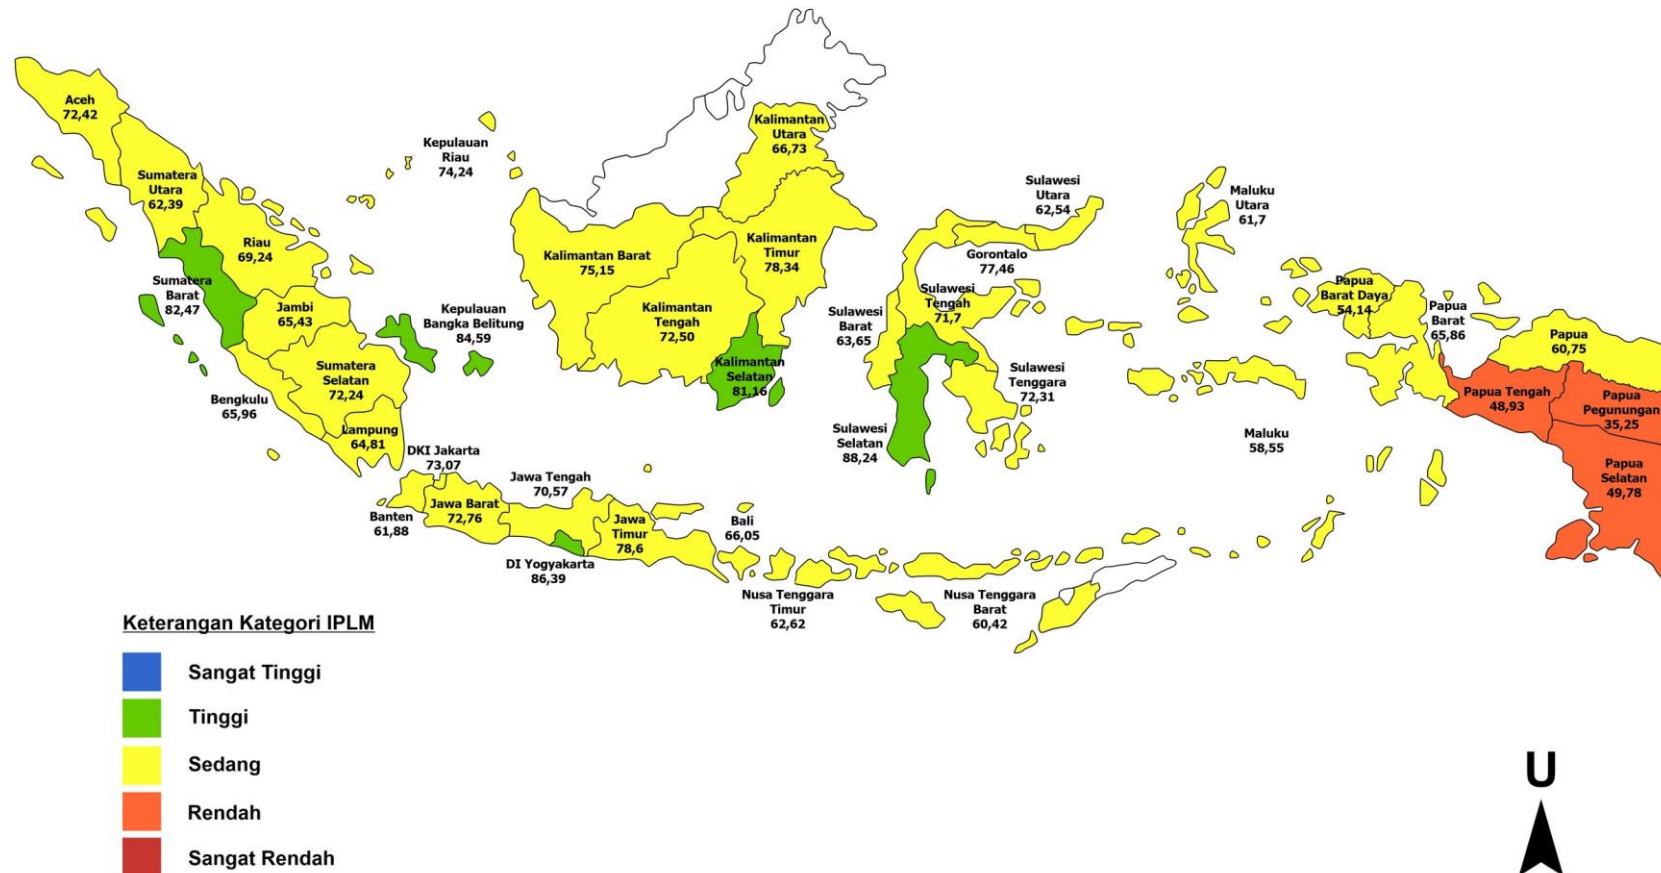 Aceh
72,42
Sumatera
Utara
62,39
Riau
69,24
Kepulauan
Riau
74,24
Sumatera
Barat
82,47
Jambi
65,43
Kepulauan
Bangka Belitung
84,59
Sumatera
Selatan
72,24
Bengkulu
65,96
Lampung
64,81
DKI Jakarta
73,07
Banten
61,88
Jawa Barat
72,76
Jawa Tengah
70,57
DI Yogyakarta
86,39
Jawa
Timur
78,6
Bali
66,05
Nusa Tenggara
Timur
62,62
Nusa Tenggara
Barat
60,42
Kalimantan
Utara
66,73
Kalimantan Barat
75,15
Kalimantan
Timur
78,34
Kalimantan
Tengah
72,50
Kalimantan
Selatan
81,16
Sulawesi
Utara
62,54
Gorontalo
77,46
Sulawesi
Tengah
71,7
Sulawesi
Barat
63,65
Sulawesi
Tenggara
72,31
Sulawesi
Selatan
88,24
Maluku
Utara
61,7
Maluku
58,55
Papua
Barat Daya
54,14
Papua
Barat
65,86
Papua
60,75
Papua Tengah
48,93
Papua
Pegunungan
35,25
Papua
Selatan
49,78
Keterangan Kategori IPLM
Sangat Tinggi
Tinggi
Sedang
Rendah
Sangat Rendah
U